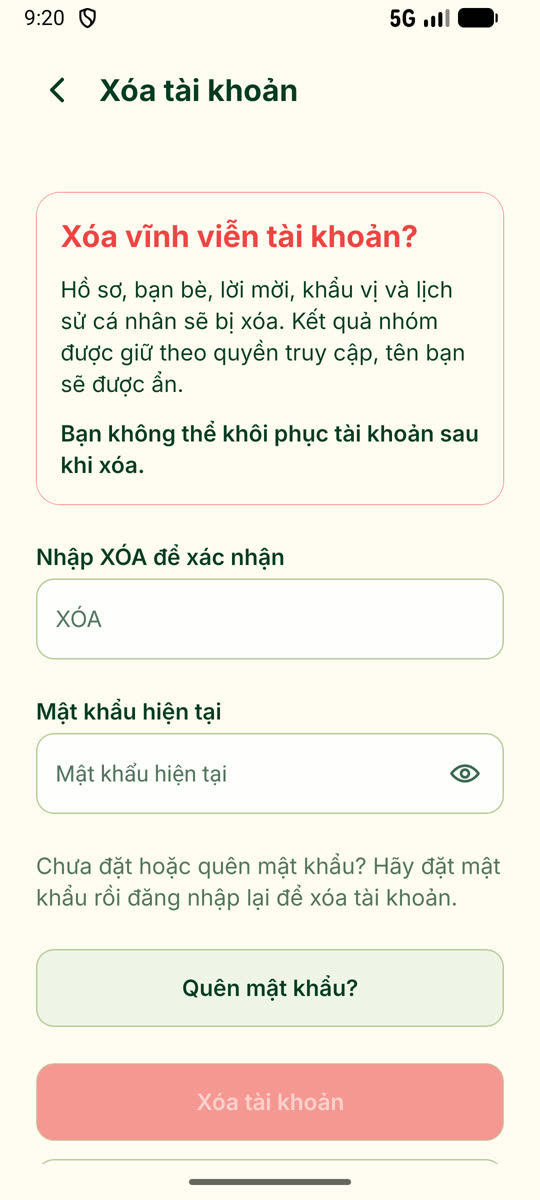 9:20
5G
Xóa tài khoản
Xóa vĩnh viễn tài khoản?
Hồ sơ, bạn bè, lời mời, khẩu vị và lịch
sử cá nhân sẽ bị xóa. Kết quả nhóm
được giữ theo quyền truy cập, tên bạn
sẽ được ẩn.
Bạn không thể khôi phục tài khoản sau
khi xóa.
Nhập XÓA để xác nhận
XÓA
Mật khẩu hiện tại
Mật khẩu hiện tại
Chưa đặt hoặc quên mật khẩu? Hãy đặt mật
khẩu rồi đăng nhập lại để xóa tài khoản.
Quên mật khẩu?
Xóa tài khoản